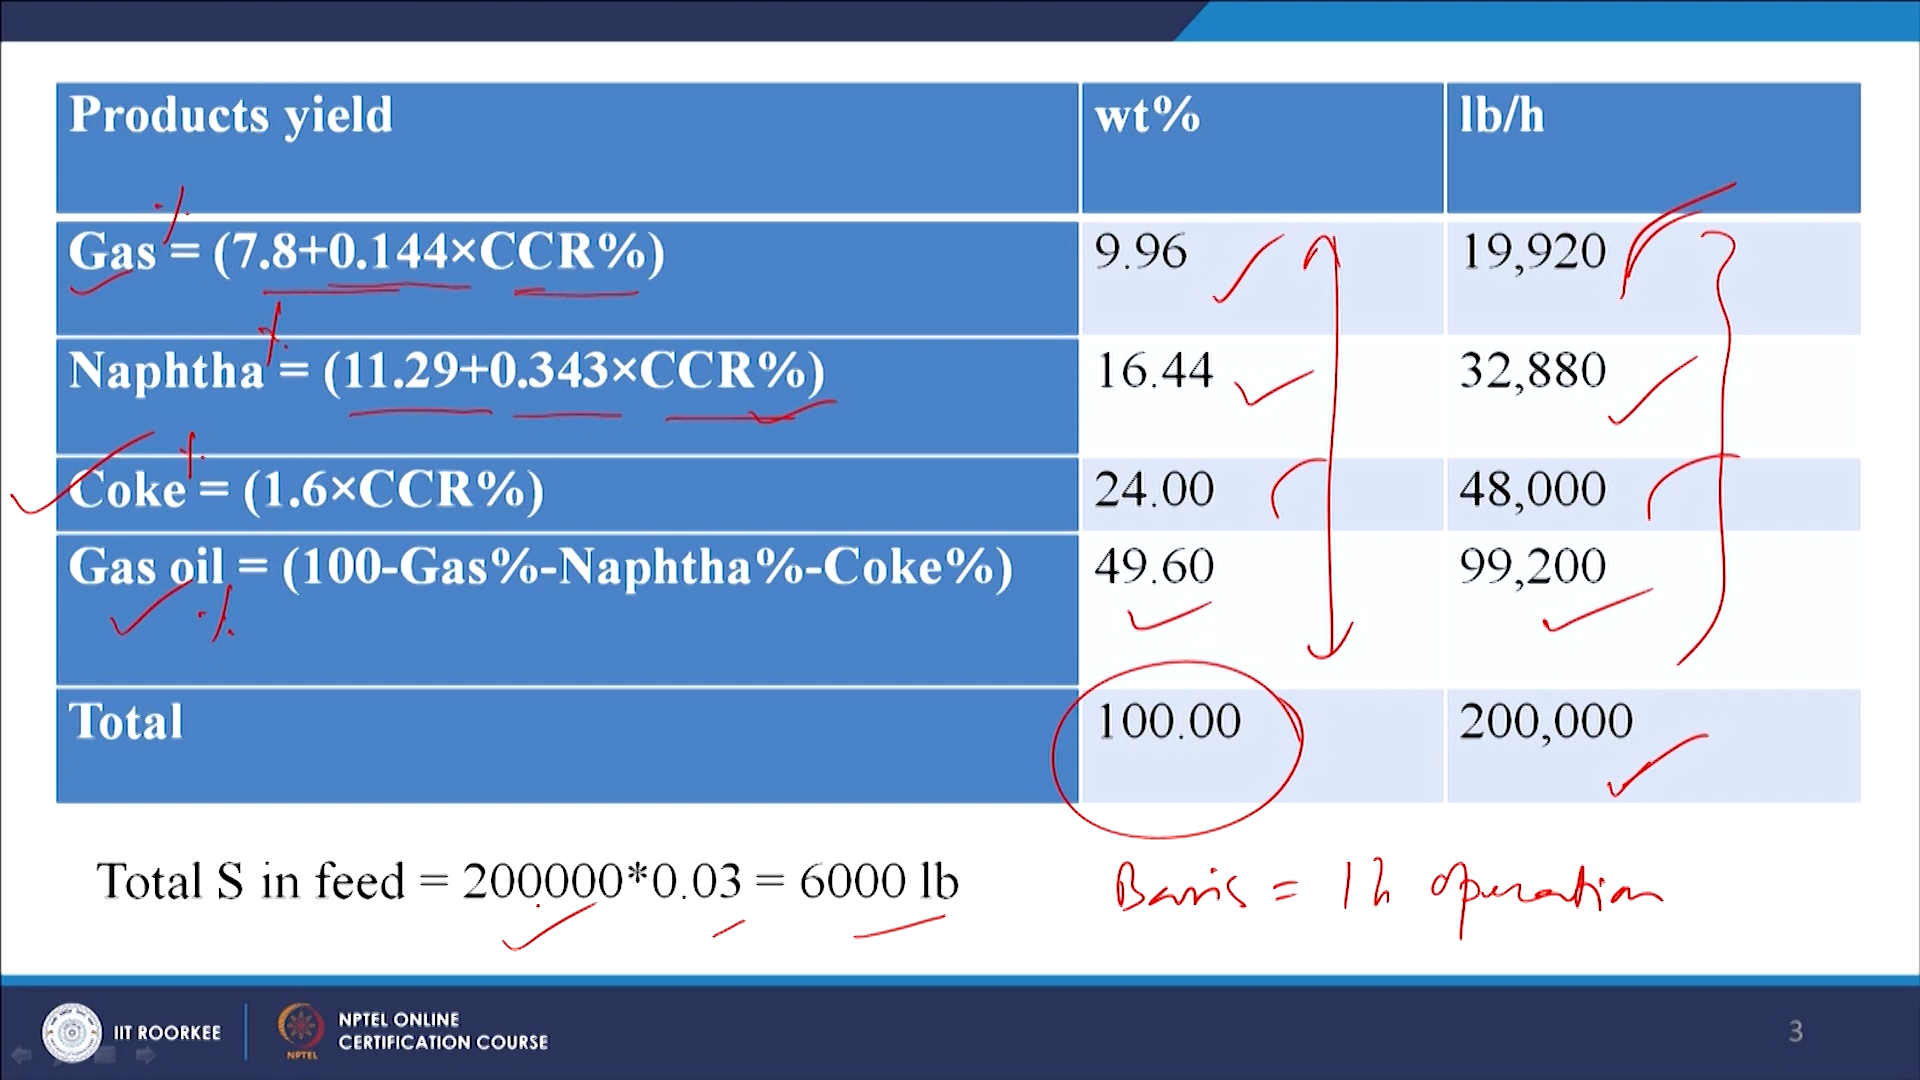 Products yield wt% lb/h
Gas % = (7.8+0.144×CCR%) 9.96 19,920
Naphtha % = (11.29+0.343×CCR%) 16.44 32,880
Coke % = (1.6×CCR%) 24.00 48,000
Gas oil = (100-Gas%-Naphtha%-Coke%) 49.60 99,200
%
Total 100.00 200,000
Total S in feed = 200000*0.03 = 6000 lb
Basis = 1 h operation
IIT ROORKEE
NPTEL
NPTEL ONLINE
CERTIFICATION COURSE
3